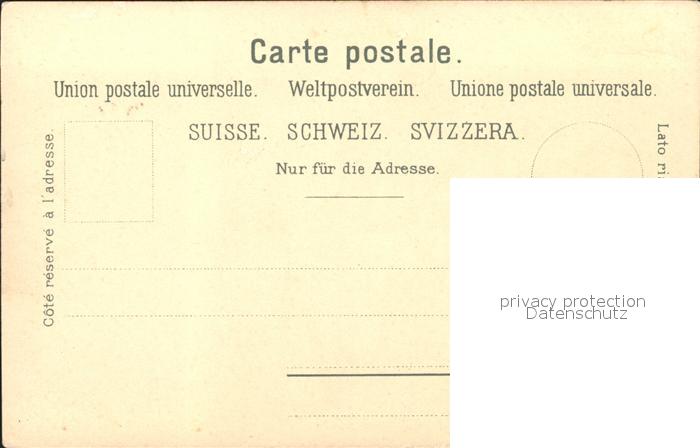 Carte postale.
Union postale universelle. Weltpostverein. Unione postale universale.
SUISSE. SCHWEIZ. SVIZZERA.
Nur für die Adresse.
Côté réservé à l'adresse.
Lato
privacy protection
Datenschutz